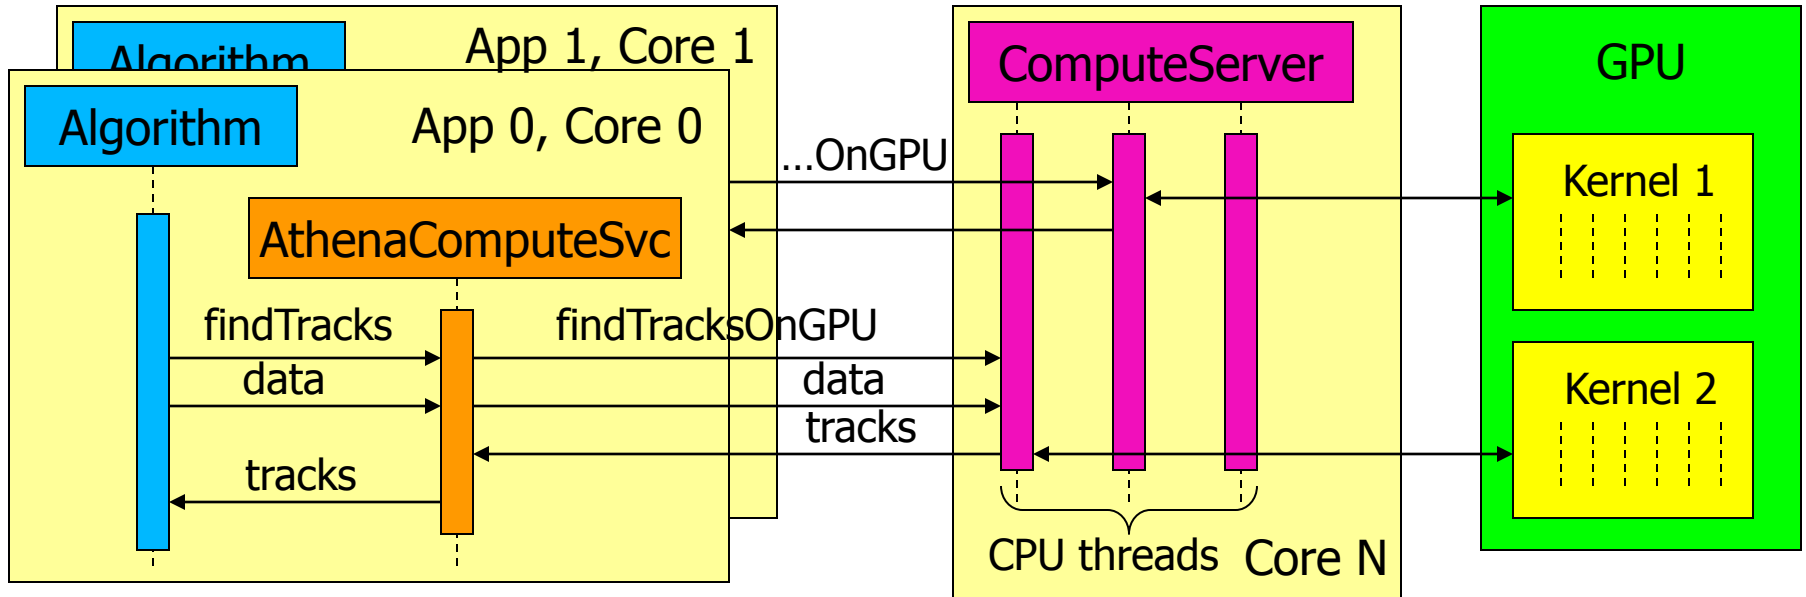 App 1, Core 1
Algorithm
App 0, Core 0
Algorithm
AthenaComputeSvc
findTracks
findTracksOnGPU
data
data
tracks
tracks
...OnGPU
ComputeServer
CPU threads
Core N
GPU
Kernel 1
Kernel 2